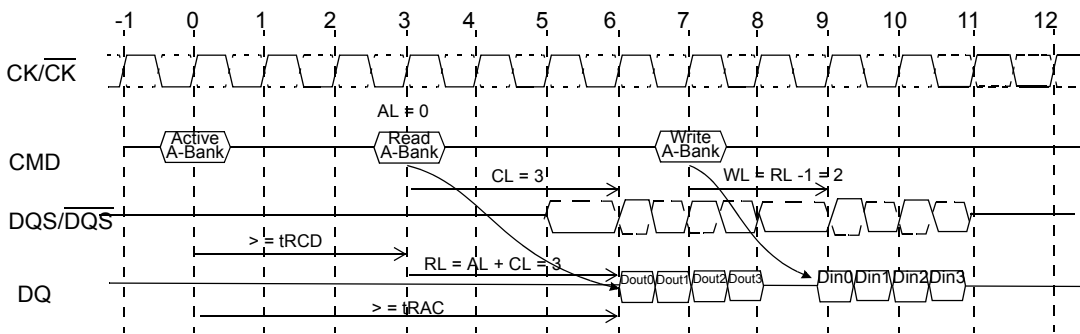 -1 0 1 2 3 4 5 6 7 8 9 10 11 12
CK/CK
AL = 0
Active
A-Bank
Read
A-Bank
Write
A-Bank
CMD
CL = 3
WL = RL -1 = 2
DQS/DQS
> = tRCD
RL = AL + CL = 3
DQ
Dout0 Dout1 Dout2 Dout3
Din0 Din1 Din2 Din3
> = tRAC